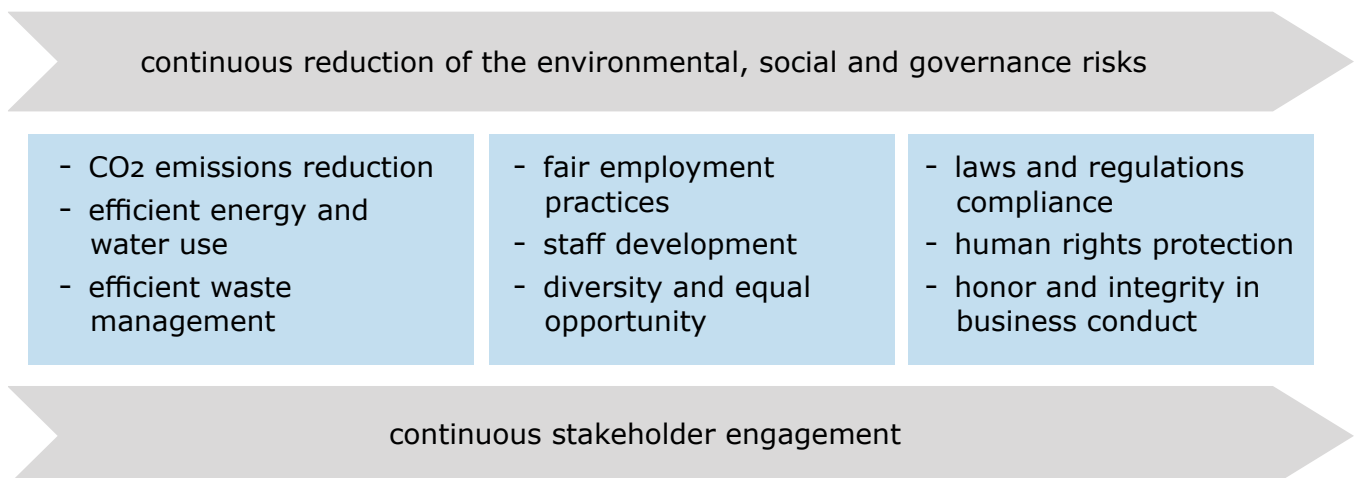 continuous reduction of the environmental, social and governance risks
- CO2 emissions reduction
- efficient energy and
water use
- efficient waste
management
- fair employment
practices
- staff development
- diversity and equal
opportunity
- laws and regulations
compliance
- human rights protection
- honor and integrity in
business conduct
continuous stakeholder engagement